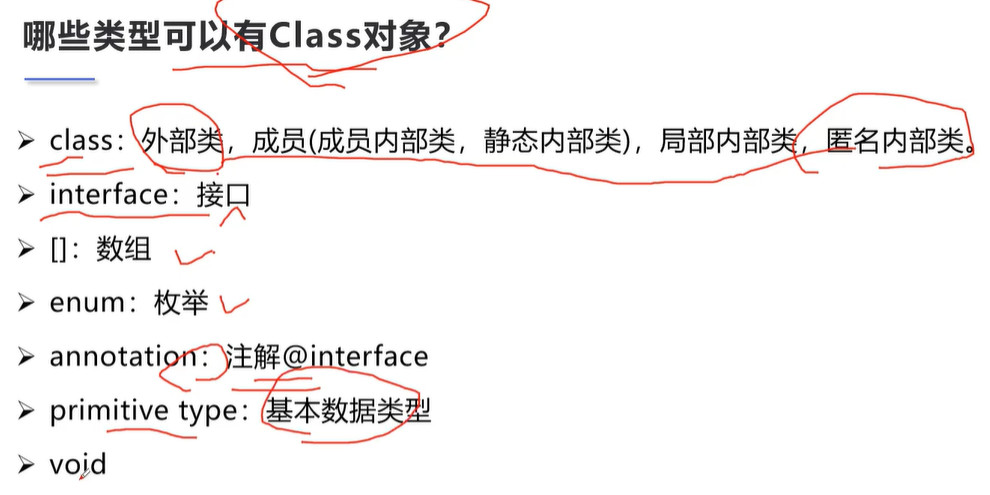 哪些类型可以有Class对象?
➢ class：外部类，成员(成员内部类，静态内部类)，局部内部类，匿名内部类。
➢ interface：接口
➢ []：数组
➢ enum：枚举
➢ annotation：注解@interface
➢ primitive type：基本数据类型
➢ void